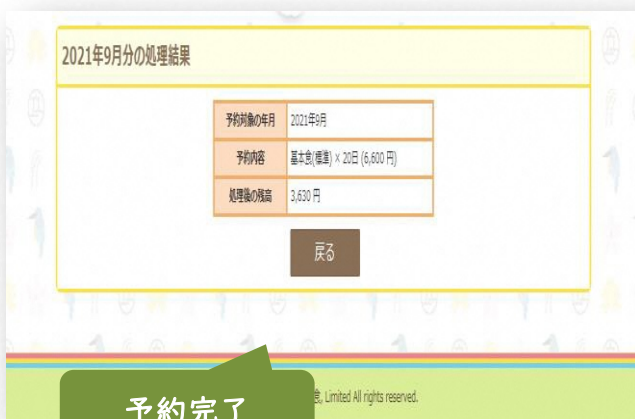 2021年9月分の処理結果
予約対象の年月 2021年9月
予約内容 基本食(標準) × 20日 (6,600 円)
処理後の残高 3,630 円
戻る
食, Limited All rights reserved.
予約完了